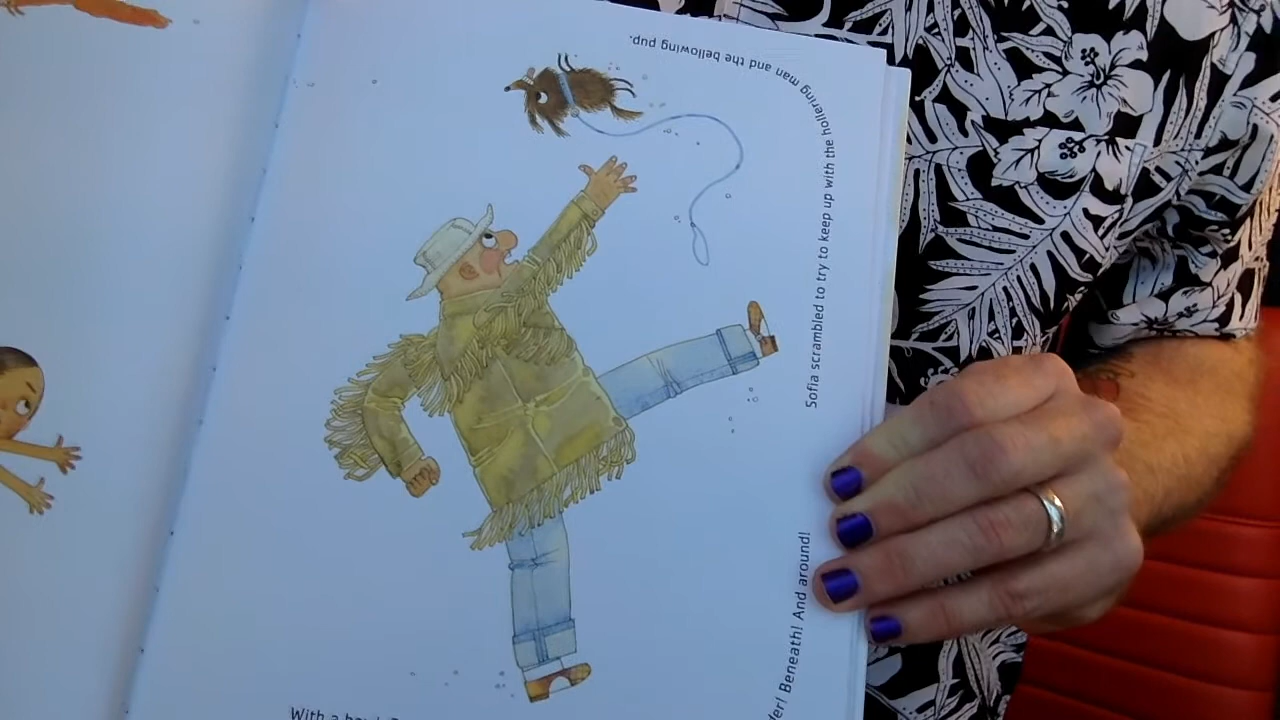 With a
der! Beneath! And around!
Sofia scrambled to try to keep up with the hollering man and the bellowing pup.